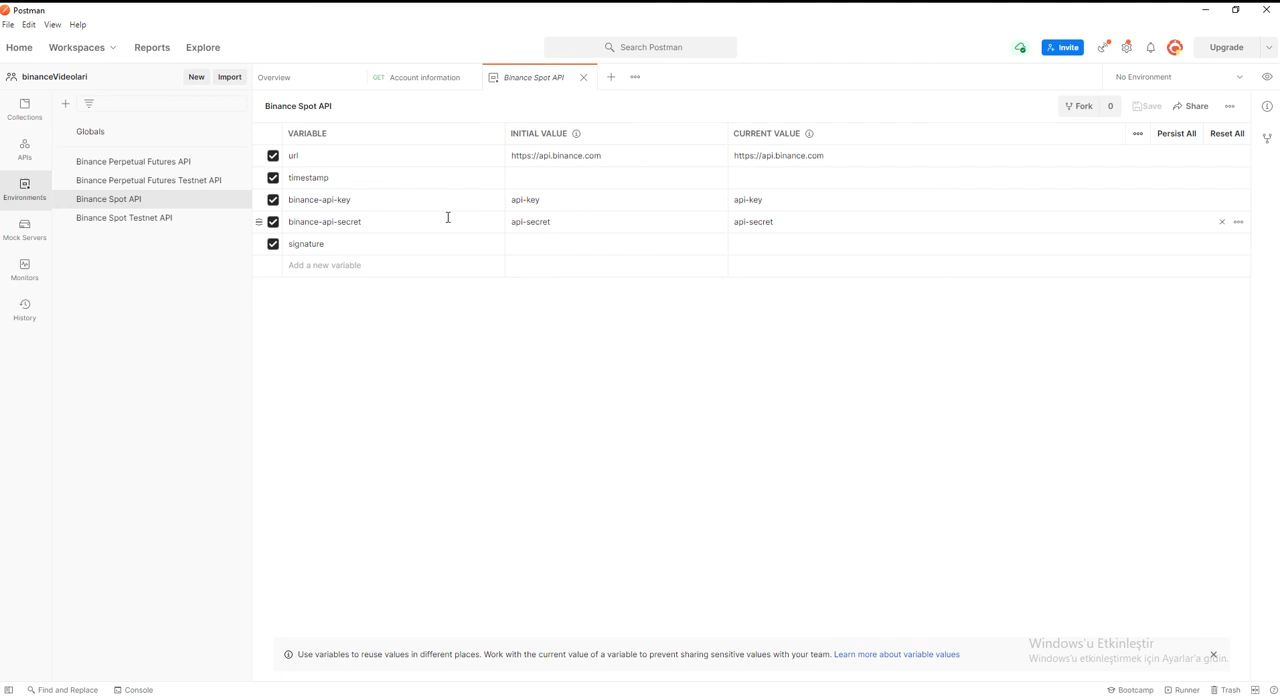 Postman
File Edit View Help
Home Workspaces Reports Explore
Search Postman
Invite
Upgrade
binanceVideolari
New Import
Overview
GET Account information
Binance Spot API
No Environment
Collections
APIs
Environments
Mock Servers
Monitors
History
Globals
Binance Perpetual Futures API
Binance Perpetual Futures Testnet API
Binance Spot API
Binance Spot Testnet API
Binance Spot API
Fork 0 Save Share
VARIABLE INITIAL VALUE CURRENT VALUE Persist All Reset All
url https://api.binance.com https://api.binance.com
timestamp
binance-api-key api-key api-key
binance-api-secret api-secret api-secret
signature
Add a new variable
Use variables to reuse values in different places. Work with the current value of a variable to prevent sharing sensitive values with your team. Learn more about variable values
Windows'u Etkinleştir
Windows'u etkinleştirmek için Ayarlar'a gidin.
Find and Replace Console
Bootcamp Runner Trash